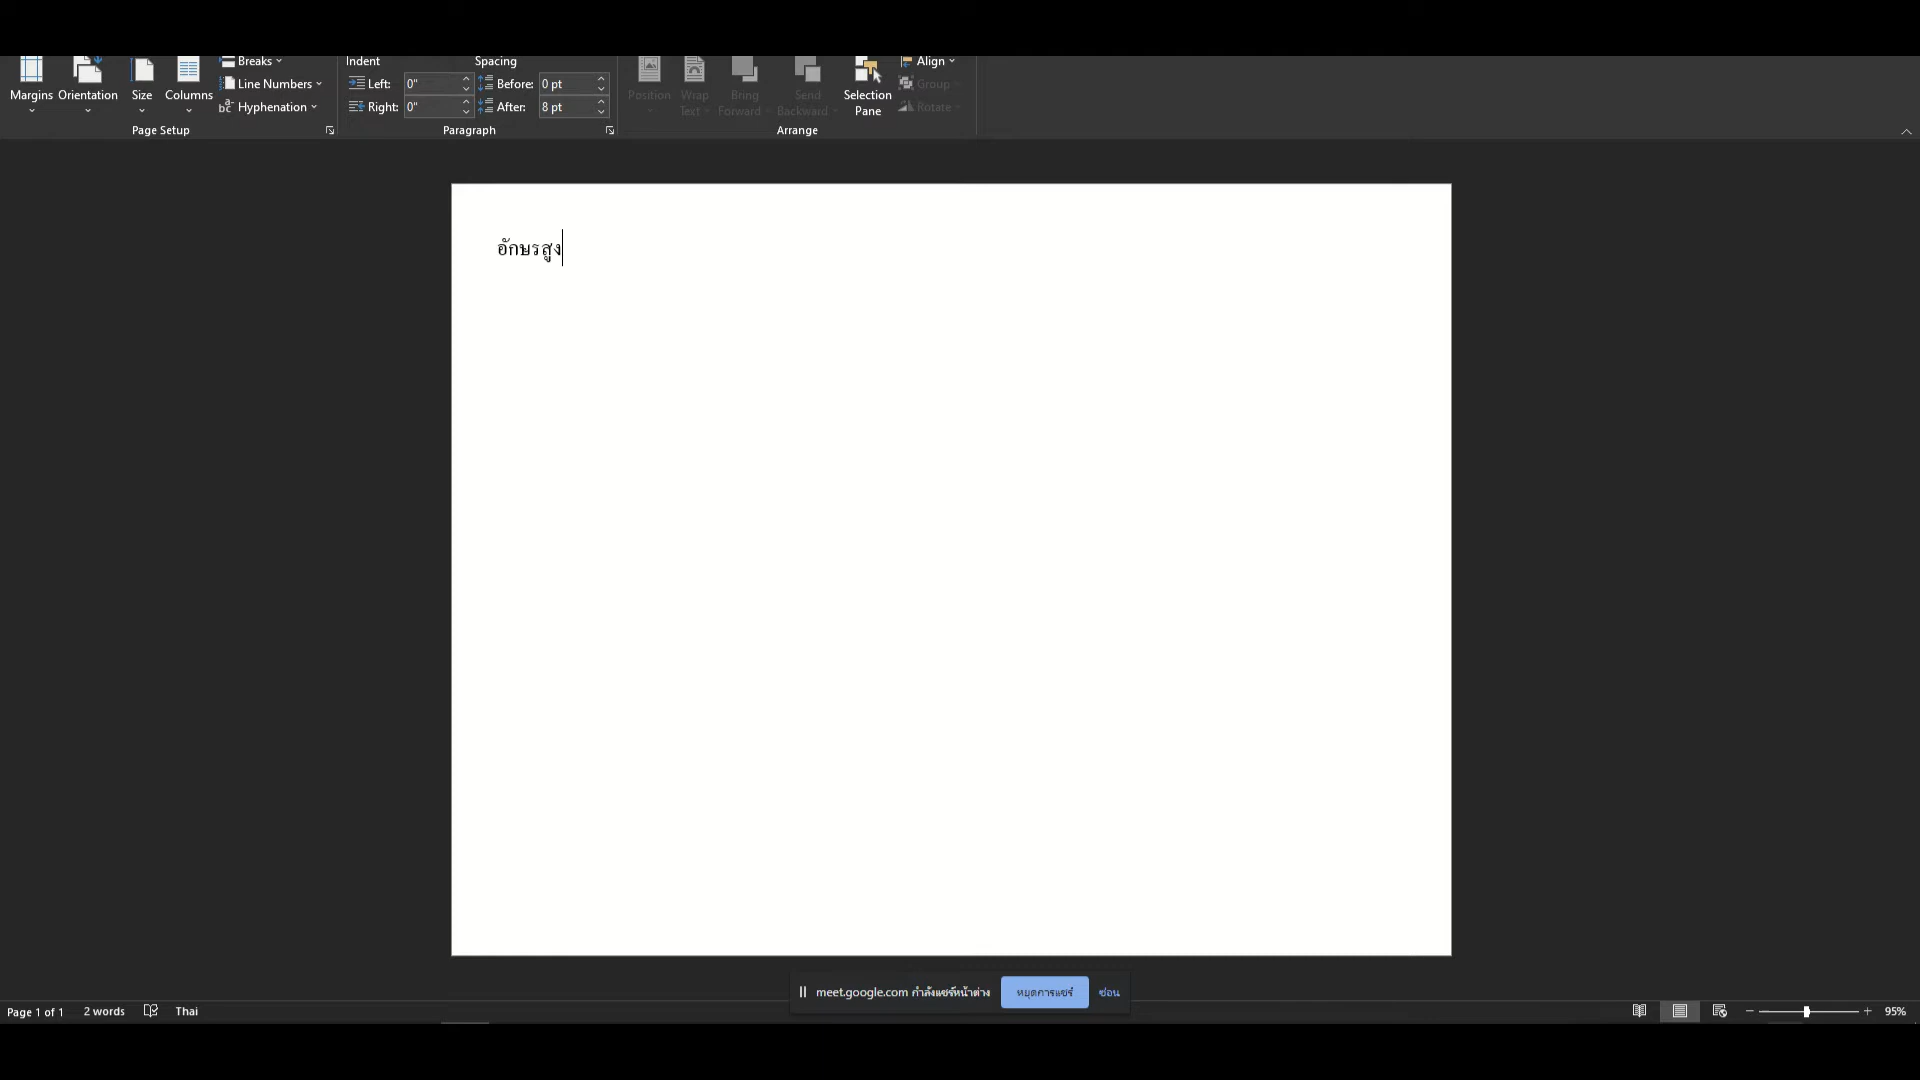 Breaks
Indent
Spacing
Align
Margins
Orientation
Size
Columns
Line Numbers
Hyphenation
Left: 0"
Right: 0"
Before: 0 pt
After: 8 pt
Position
Wrap
Text
Bring
Forward
Send
Backward
Selection
Pane
Group
Rotate
Page Setup
Paragraph
Arrange
อักษรสูง
meet.google.com กำลังแชร์หน้าต่าง
หยุดการแชร์
ซ่อน
Page 1 of 1
2 words
Thai
95%